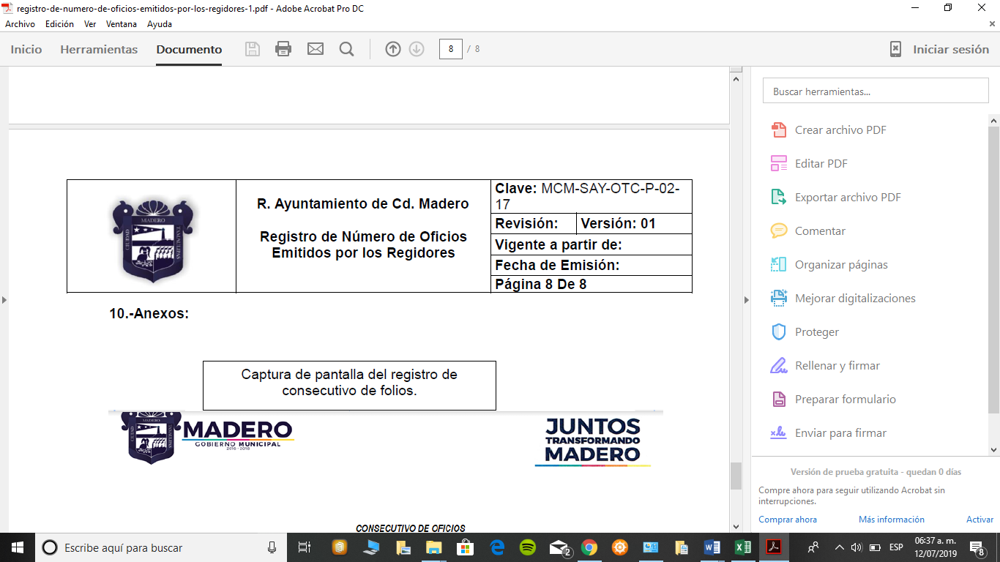 registro-de-numero-de-oficios-emitidos-por-los-regidores-1.pdf - Adobe Acrobat Pro DC
Archivo Edición Ver Ventana Ayuda
Inicio Herramientas Documento 8 / 8 Iniciar sesión
Buscar herramientas...
Crear archivo PDF
Editar PDF
Exportar archivo PDF
Comentar
Organizar páginas
Mejorar digitalizaciones
Proteger
Rellenar y firmar
Preparar formulario
Enviar para firmar
Versión de prueba gratuita - quedan 0 días
Compre ahora para seguir utilizando Acrobat sin
interrupciones.
Comprar ahora Más información Activar
MADERO
CIUDAD
TAMAULIPAS
R. Ayuntamiento de Cd. Madero
Registro de Número de Oficios
Emitidos por los Regidores
Clave: MCM-SAY-OTC-P-02-
17
Revisión: Versión: 01
Vigente a partir de:
Fecha de Emisión:
Página 8 De 8
10.-Anexos:
Captura de pantalla del registro de
consecutivo de folios.
MADERO
GOBIERNO MUNICIPAL
2016 - 2018
JUNTOS
TRANSFORMANDO
MADERO
CONSECUTIVO DE OFICIOS
Escribe aquí para buscar
2
ESP
06:37 a. m.
12/07/2019
8